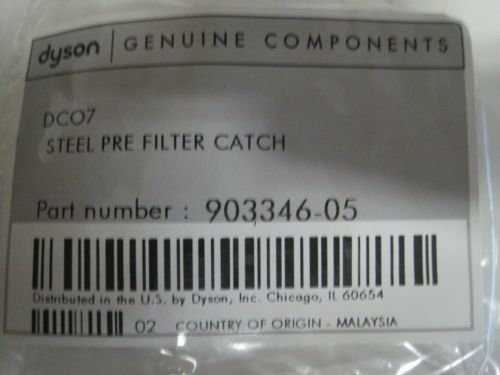 dyson GENUINE COMPONENTS
DC07
STEEL PRE FILTER CATCH
Part number : 903346-05
Distributed in the U.S. by Dyson, Inc. Chicago, IL 60654
02 COUNTRY OF ORIGIN - MALAYSIA